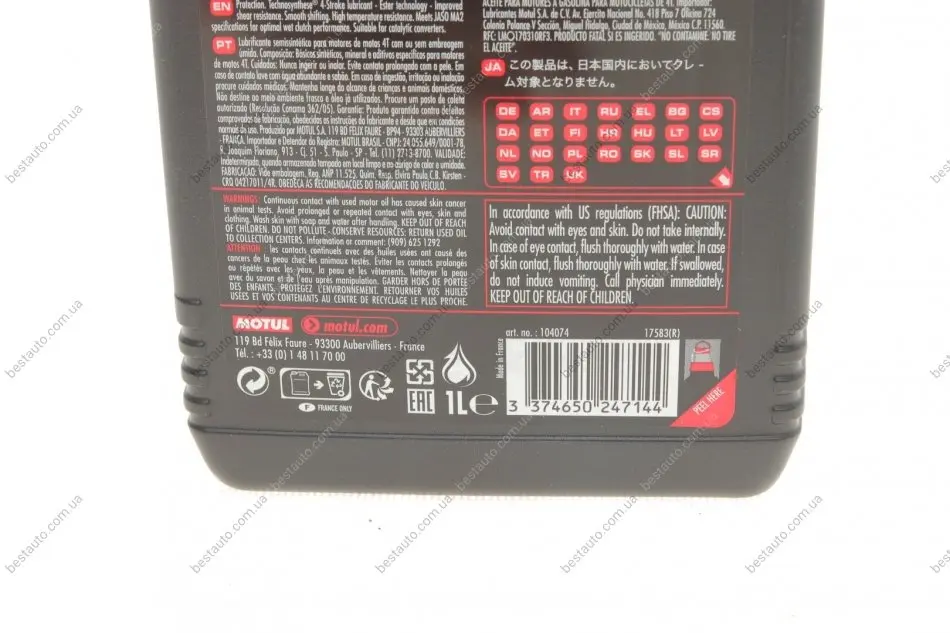 EN Protection. Technosynthese® 4-Stroke lubricant - Ester technology - Improved
shear resistance. Smooth shifting. High temperature resistance. Meets JASO MA2
specifications for optimal wet clutch performance. Suitable for catalytic converters.
PT Lubrificante semissintético para motores de motos 4T com ou sem embreagem
úmida. Composição: Básicos sintéticos, mineral e aditivos específicos para motores
de motos 4T. Cuidados: Nunca ingerir ou inalar. Evite contato prolongado com a pele. Em
caso de contato lave com água abundante e sabão. Em caso de ingestão, irritação ou inalação
procure cuidados médicos. Mantenha longe do alcance de crianças e animais domésticos.
Não destine ao meio ambiente frasco e óleo já utilizados. Procure um posto de coleta
autorizado (Resolução Conama 362/05). Garantia: Produto garantido contra defeitos
comprovados de fabricação, obedecidas as instruções do fabricante e desde que em condições
normais de uso. Produzido por MOTUL S.A. 119 BD FELIX FAURE - BP94 - 93303 AUBERVILLIERS
- FRANÇA. Importador e Detentor do Registro: MOTUL BRASIL - CNPJ: 24.055.649/0001-78,
R. Joaquim Floriano, 913 - Cj. 51 - S. Paulo - SP - Tel. (11) 2713-8700. VALIDADE:
Indeterminada, quando armazenado tampado em local limpo e ao abrigo de calor e umidade.
FABRICAÇÃO: Vide embalagem. Reg. ANP 11.525. Quim. Resp. Elvira Paula C.B. Kirsten -
CRQ 04217011/4R. OBEDEÇA ÀS RECOMENDAÇÕES DO FABRICANTE DO VEÍCULO.
ACEITE PARA MOTORES A GASOLINA PARA MOTOCICLETAS DE 4T. Importador:
Lubricantes Motul S.A. de C.V. Av. Ejército Nacional No. 418 Piso 7 Oficina 724
Colonia Polanco V Sección, Miguel Hidalgo, Ciudad de México, México C.P. 11560.
RFC: LMO170310RF3. PRODUCTO FATAL SI ES INGERIDO. "NO CONTAMINE. NO TIRE
EL ACEITE".
JA この製品は、日本国内においてクレ -
ム対象となりません。
DE AR IT RU EL BG CS
DA ET FI HR HU LT LV
NL NO PL RO SK SL SR
SV TR UK
WARNINGS: Continuous contact with used motor oil has caused skin cancer
in animal tests. Avoid prolonged or repeated contact with eyes, skin and
clothing. Wash skin with soap and water after handling. KEEP OUT OF REACH
OF CHILDREN. DO NOT POLLUTE - CONSERVE RESOURCES: RETURN USED OIL
TO COLLECTION CENTERS. Information or comment: (909) 625 1292
ATTENTION : les contacts continuels avec des huiles usées ont causé des
cancers de la peau chez les animaux testés. Eviter les contacts prolongés
ou répétés avec les yeux, la peau et les vêtements. Nettoyer la peau
avec du savon et de l'eau après manipulation. GARDER HORS DE PORTEE
DES ENFANTS. PROTÉGEZ L'ENVIRONNEMENT. RETOURNER VOS HUILES
USÉES ET VOS CONTENANTS AU CENTRE DE RECYCLAGE LE PLUS PROCHE.
In accordance with US regulations (FHSA): CAUTION:
Avoid contact with eyes and skin. Do not take internally.
In case of eye contact, flush thoroughly with water. In case
of skin contact, flush thoroughly with water. If swallowed,
do not induce vomiting. Call physician immediately.
KEEP OUT OF REACH OF CHILDREN.
MOTUL motul.com
119 Bd Félix Faure - 93300 Aubervilliers - France
Tél. : +33 (0)1 48 11 70 00
FRANCE ONLY
EAC 1L e
Made in France
art. no. : 104074 17583(R)
3 374650 247144
PEEL HERE
bestauto.com.ua